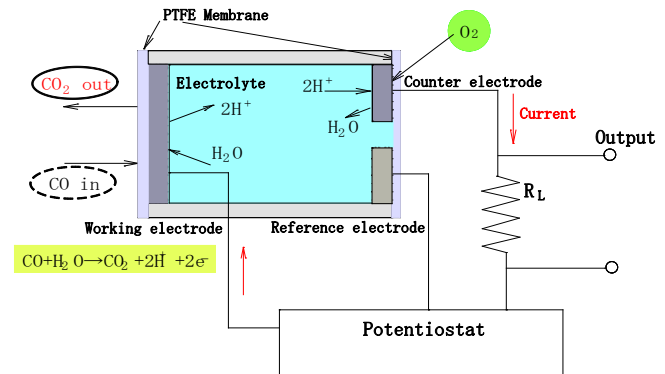 PTFE Membrane
O₂
CO₂ out
Electrolyte
2H⁺
2H⁺
Counter electrode
H₂O
Current
Output
H₂O
CO in
R_L
Working electrode
Reference electrode
CO+H₂O→CO₂+2H⁺+2e⁻
Potentiostat